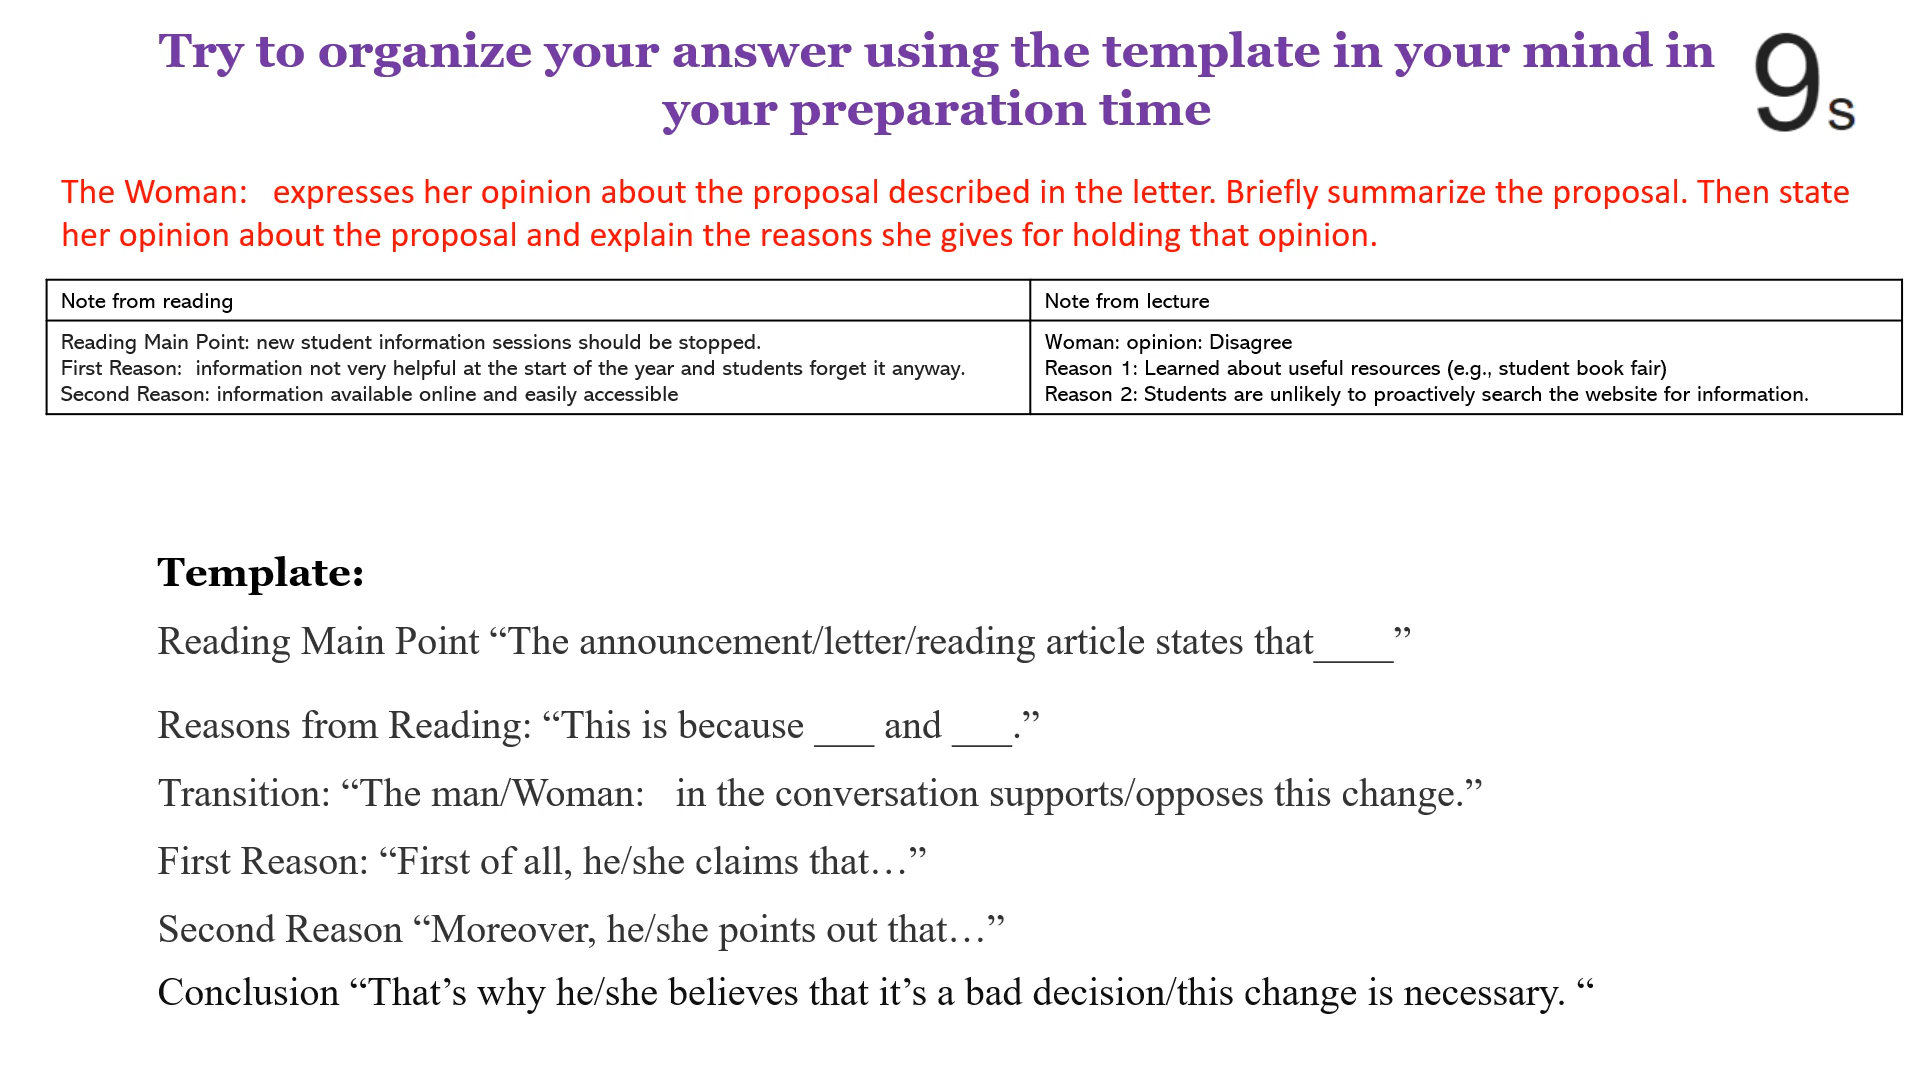 Try to organize your answer using the template in your mind in
your preparation time
9s
The Woman:   expresses her opinion about the proposal described in the letter. Briefly summarize the proposal. Then state
her opinion about the proposal and explain the reasons she gives for holding that opinion.
Note from reading
Note from lecture
Reading Main Point: new student information sessions should be stopped.
First Reason:  information not very helpful at the start of the year and students forget it anyway.
Second Reason: information available online and easily accessible
Woman: opinion: Disagree
Reason 1: Learned about useful resources (e.g., student book fair)
Reason 2: Students are unlikely to proactively search the website for information.
Template:
Reading Main Point “The announcement/letter/reading article states that____”
Reasons from Reading: “This is because ___ and ___.”
Transition: “The man/Woman:   in the conversation supports/opposes this change.”
First Reason: “First of all, he/she claims that…”
Second Reason “Moreover, he/she points out that…”
Conclusion “That’s why he/she believes that it’s a bad decision/this change is necessary. “